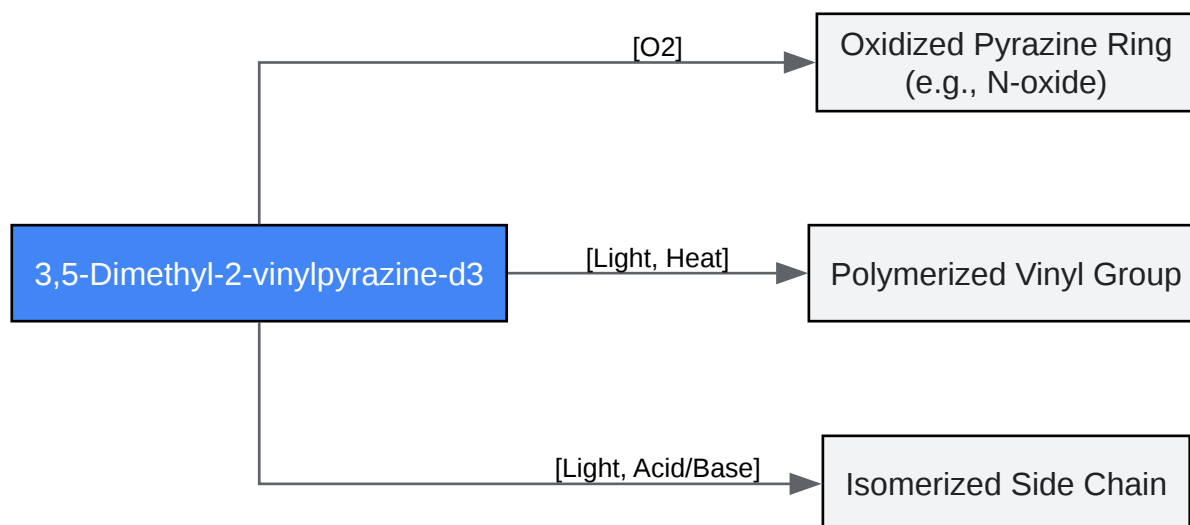 [O2]
Oxidized Pyrazine Ring
(e.g., N-oxide)
3,5-Dimethyl-2-vinylpyrazine-d3
[Light, Heat]
Polymerized Vinyl Group
[Light, Acid/Base]
Isomerized Side Chain